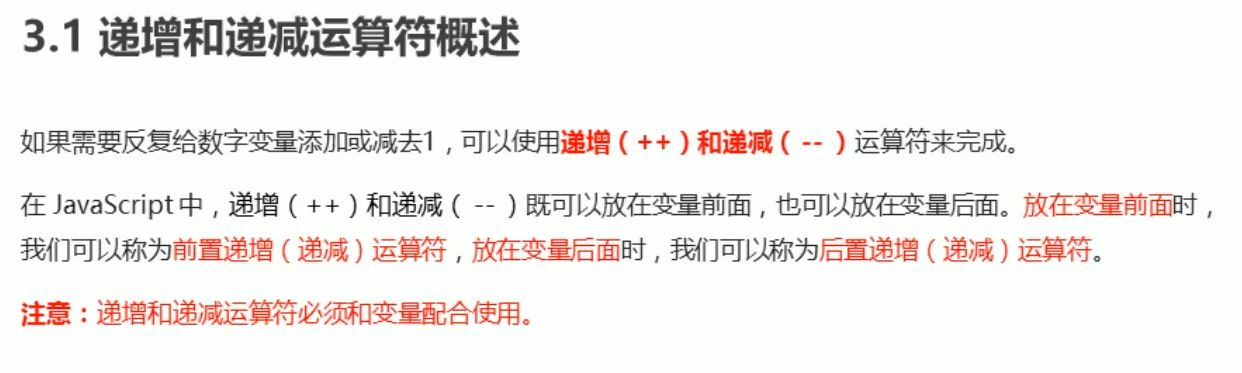 3.1 递增和递减运算符概述
如果需要反复给数字变量添加或减去1，可以使用递增（++）和递减（ -- ）运算符来完成。
在 JavaScript 中，递增（++）和递减（ -- ）既可以放在变量前面，也可以放在变量后面。放在变量前面时，
我们可以称为前置递增（递减）运算符，放在变量后面时，我们可以称为后置递增（递减）运算符。
注意：递增和递减运算符必须和变量配合使用。